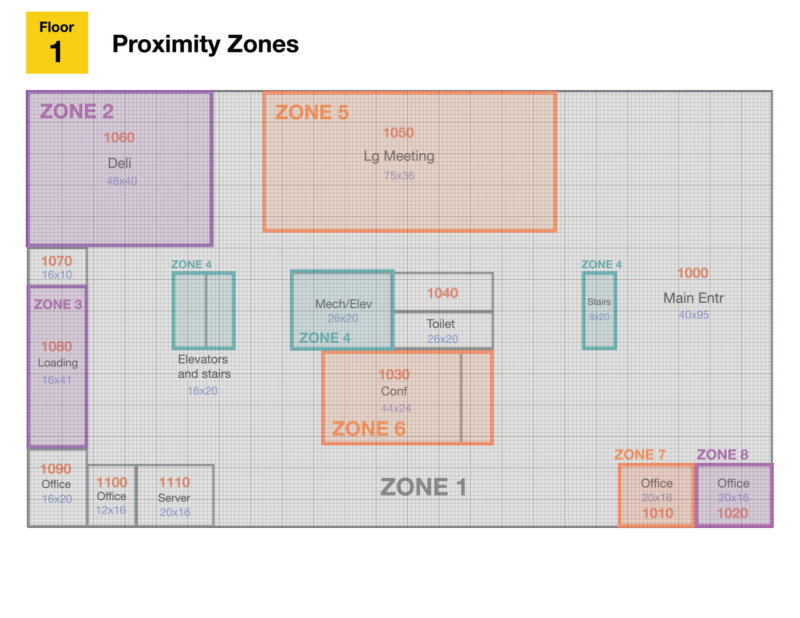 Floor
1
Proximity Zones
ZONE 2
1060
Deli
48x40
ZONE 5
1050
Lg Meeting
75x36
1070
16x10
ZONE 3
1080
Loading
16x41
ZONE 4
Elevators
and stairs
16x20
Mech/Elev
26x20
ZONE 4
1040
Toilet
26x20
ZONE 4
Stairs
9x20
1000
Main Entr
40x95
1030
Conf
44x24
ZONE 6
1090
Office
16x20
1100
Office
12x16
1110
Server
20x16
ZONE 1
ZONE 7
Office
20x16
1010
ZONE 8
Office
20x16
1020